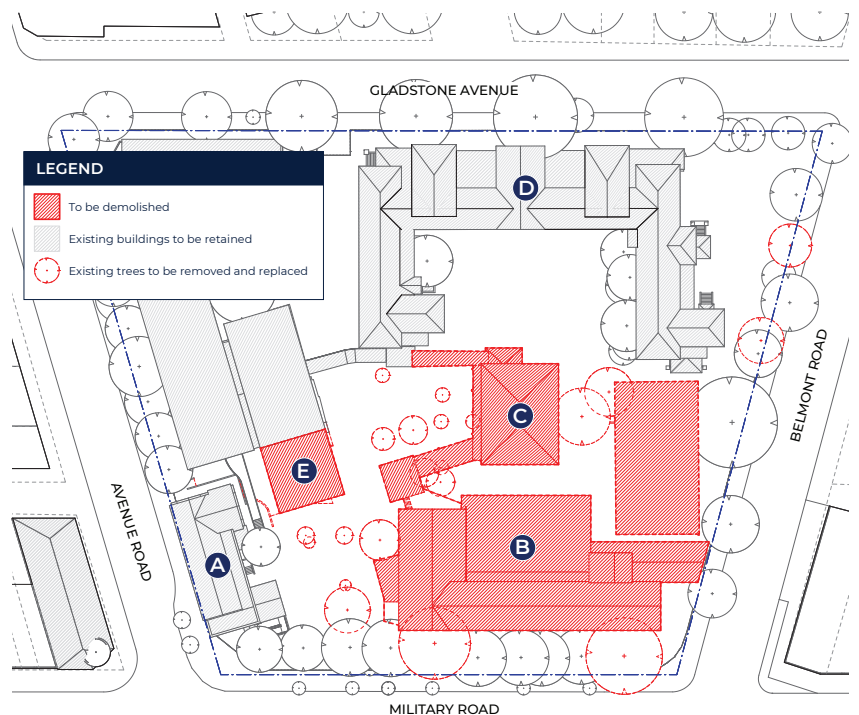 GLADSTONE AVENUE
LEGEND
To be demolished
Existing buildings to be retained
Existing trees to be removed and replaced
D
BELMONT ROAD
C
E
AVENUE ROAD
B
A
MILITARY ROAD